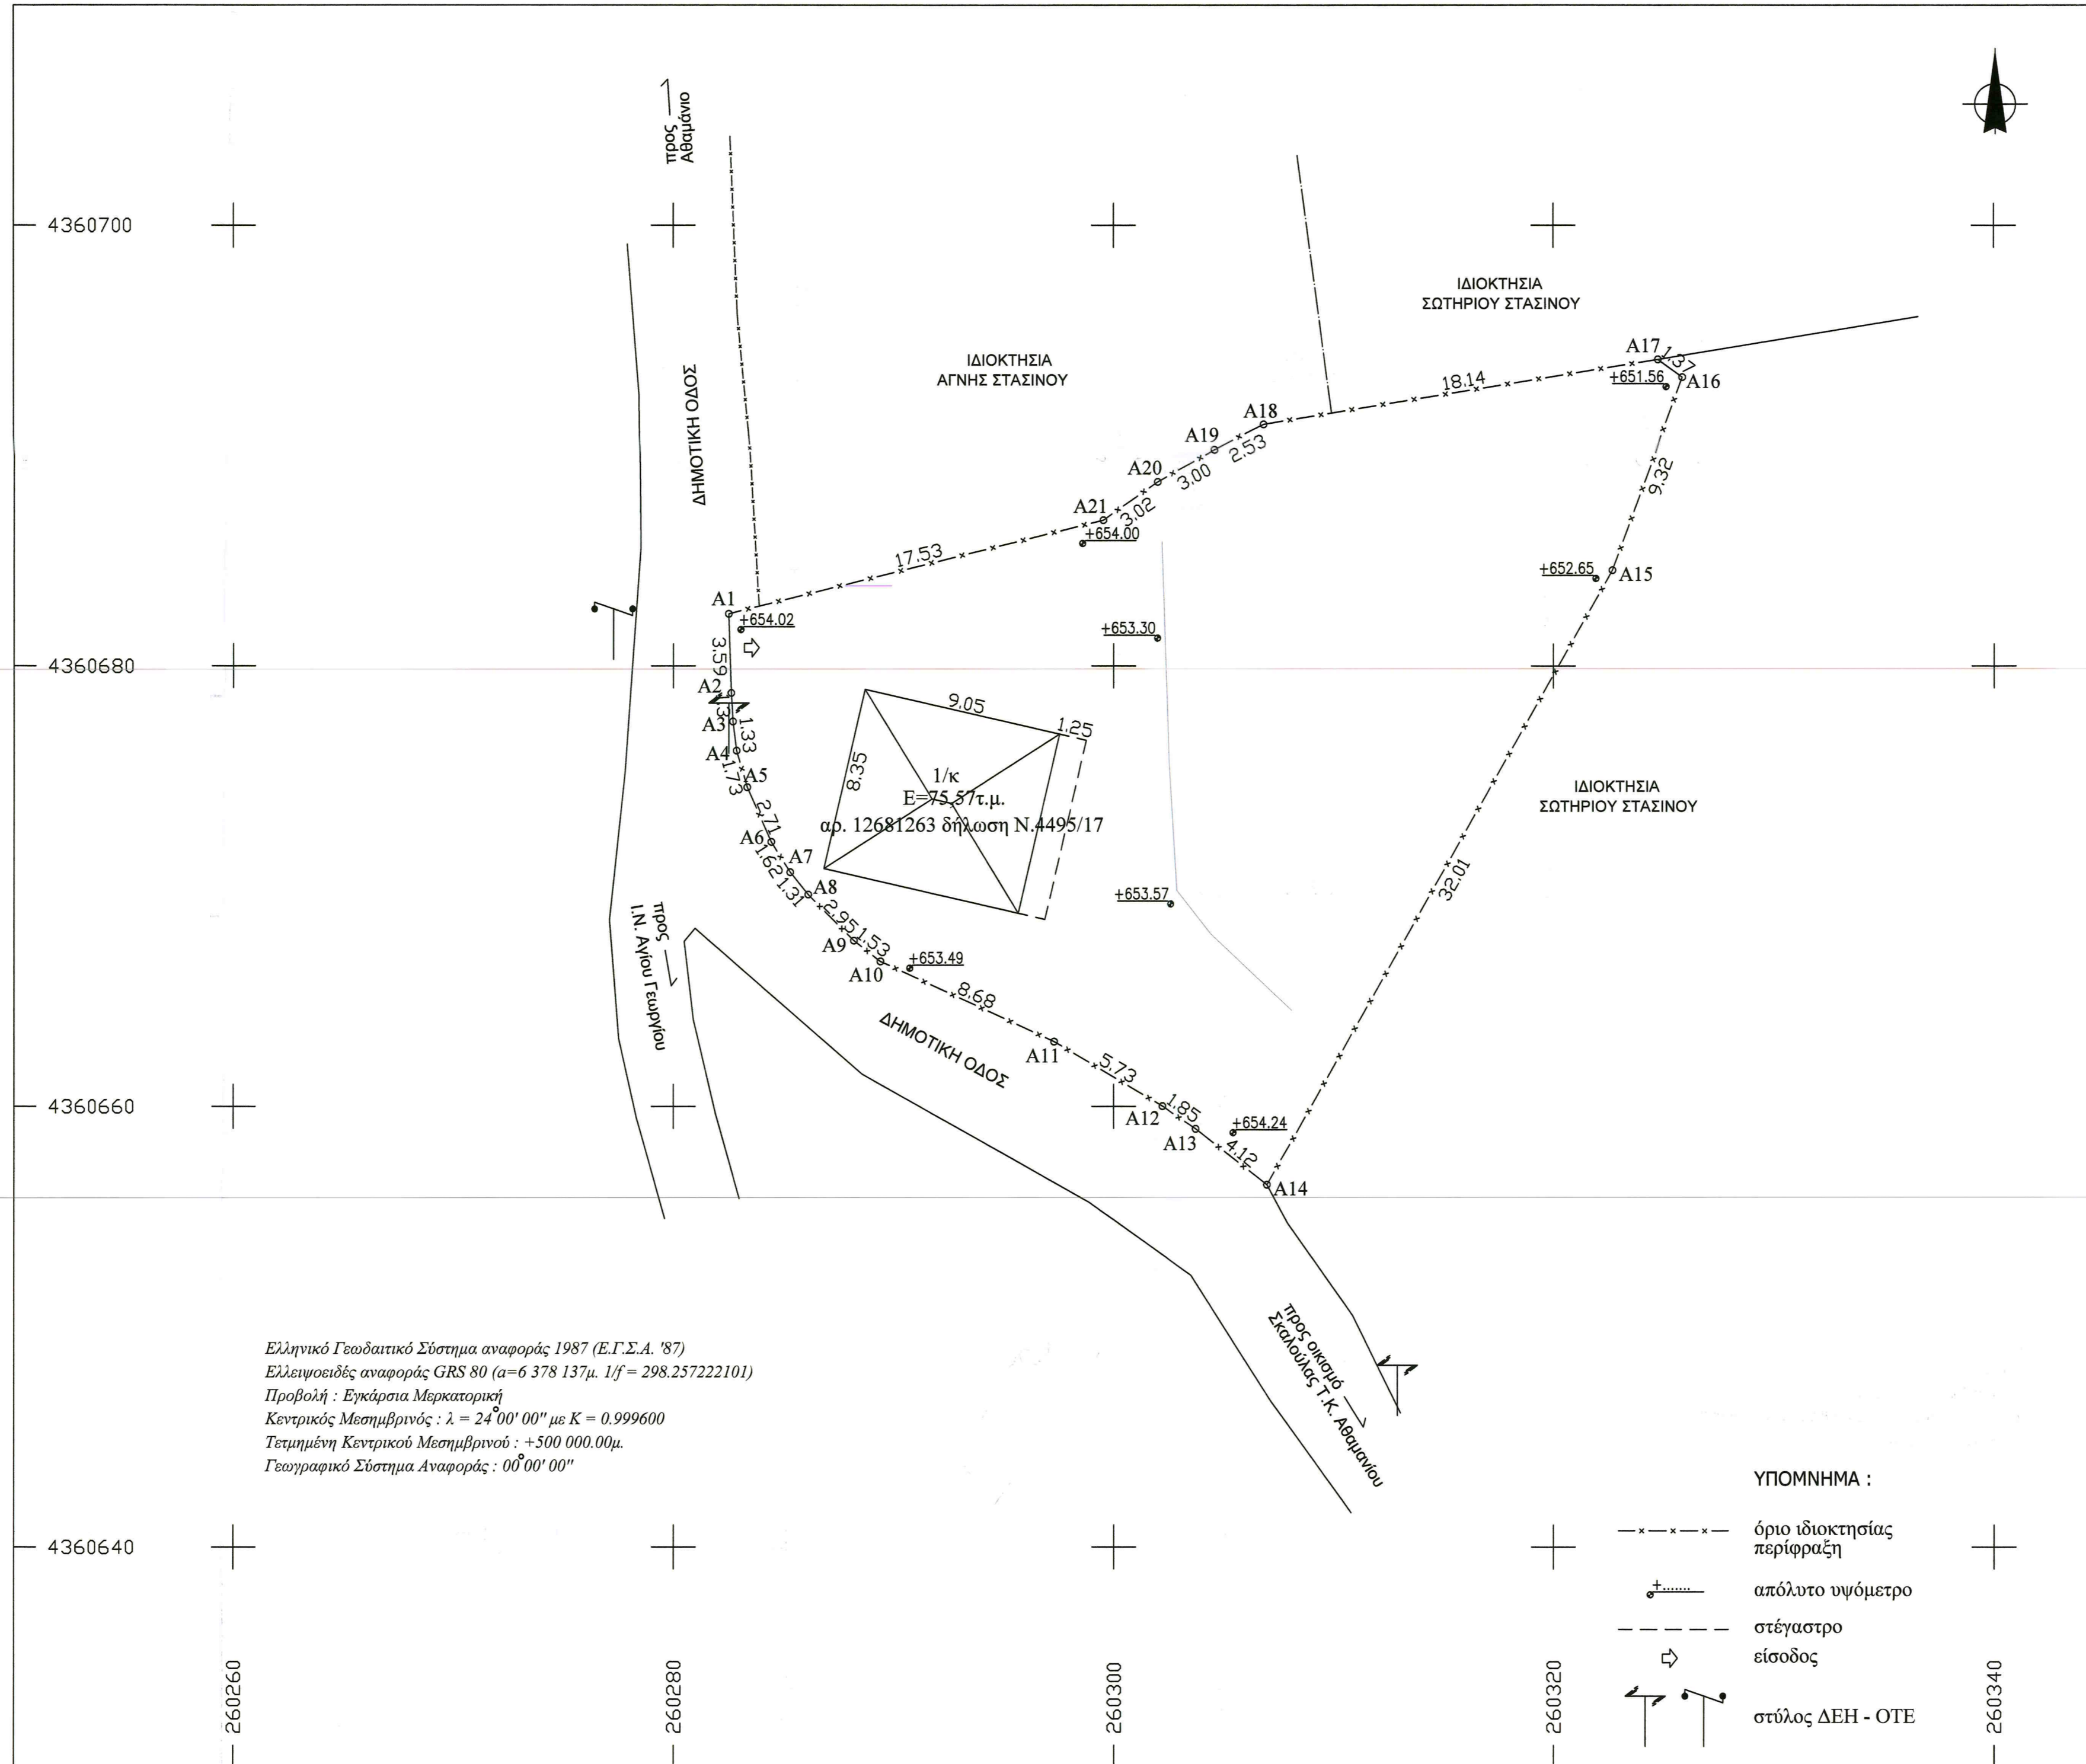 προς
Αθαμάνιο
4360700
ΙΔΙΟΚΤΗΣΙΑ
ΣΩΤΗΡΙΟΥ ΣΤΑΣΙΝΟΥ
ΙΔΙΟΚΤΗΣΙΑ
ΑΓΝΗΣ ΣΤΑΣΙΝΟΥ
ΔΗΜΟΤΙΚΗ ΟΔΟΣ
A17
1.37
+651.56
A16
18.14
A18
A19
2.53
A20
3.00
A21
3.02
+654.00
9.32
17.53
+652.65
A15
A1
+654.02
+653.30
3.59
4360680
A2
A3
1.33
A4
1.73
A5
2.71
A6
1.62
A7
1.31
A8
2.95
A9
1.53
A10
9.05
1.25
8.35
1/κ
Ε=75,57τ.μ.
αρ. 12681263 δήλωση Ν.4495/17
ΙΔΙΟΚΤΗΣΙΑ
ΣΩΤΗΡΙΟΥ ΣΤΑΣΙΝΟΥ
32.01
+653.57
+653.49
8.68
προς
Ι.Ν. Αγίου Γεωργίου
ΔΗΜΟΤΙΚΗ ΟΔΟΣ
A11
5.73
4360660
A12
1.85
A13
+654.24
4.12
A14
προς οικισμό
Σκαλούλας Τ.Κ. Αθαμανίου
Ελληνικό Γεωδαιτικό Σύστημα αναφοράς 1987 (Ε.Γ.Σ.Α. '87)
Ελλειψοειδές αναφοράς GRS 80 (a=6 378 137μ. 1/f = 298.257222101)
Προβολή : Εγκάρσια Μερκατορική
Κεντρικός Μεσημβρινός : λ = 24°00' 00" με Κ = 0.999600
Τετμημένη Κεντρικού Μεσημβρινού : +500 000.00μ.
Γεωγραφικό Σύστημα Αναφοράς : 00°00' 00"
ΥΠΟΜΝΗΜΑ :
όριο ιδιοκτησίας
περίφραξη
+.......
απόλυτο υψόμετρο
στέγαστρο
είσοδος
στύλος ΔΕΗ - ΟΤΕ
4360640
260260
260280
260300
260320
260340